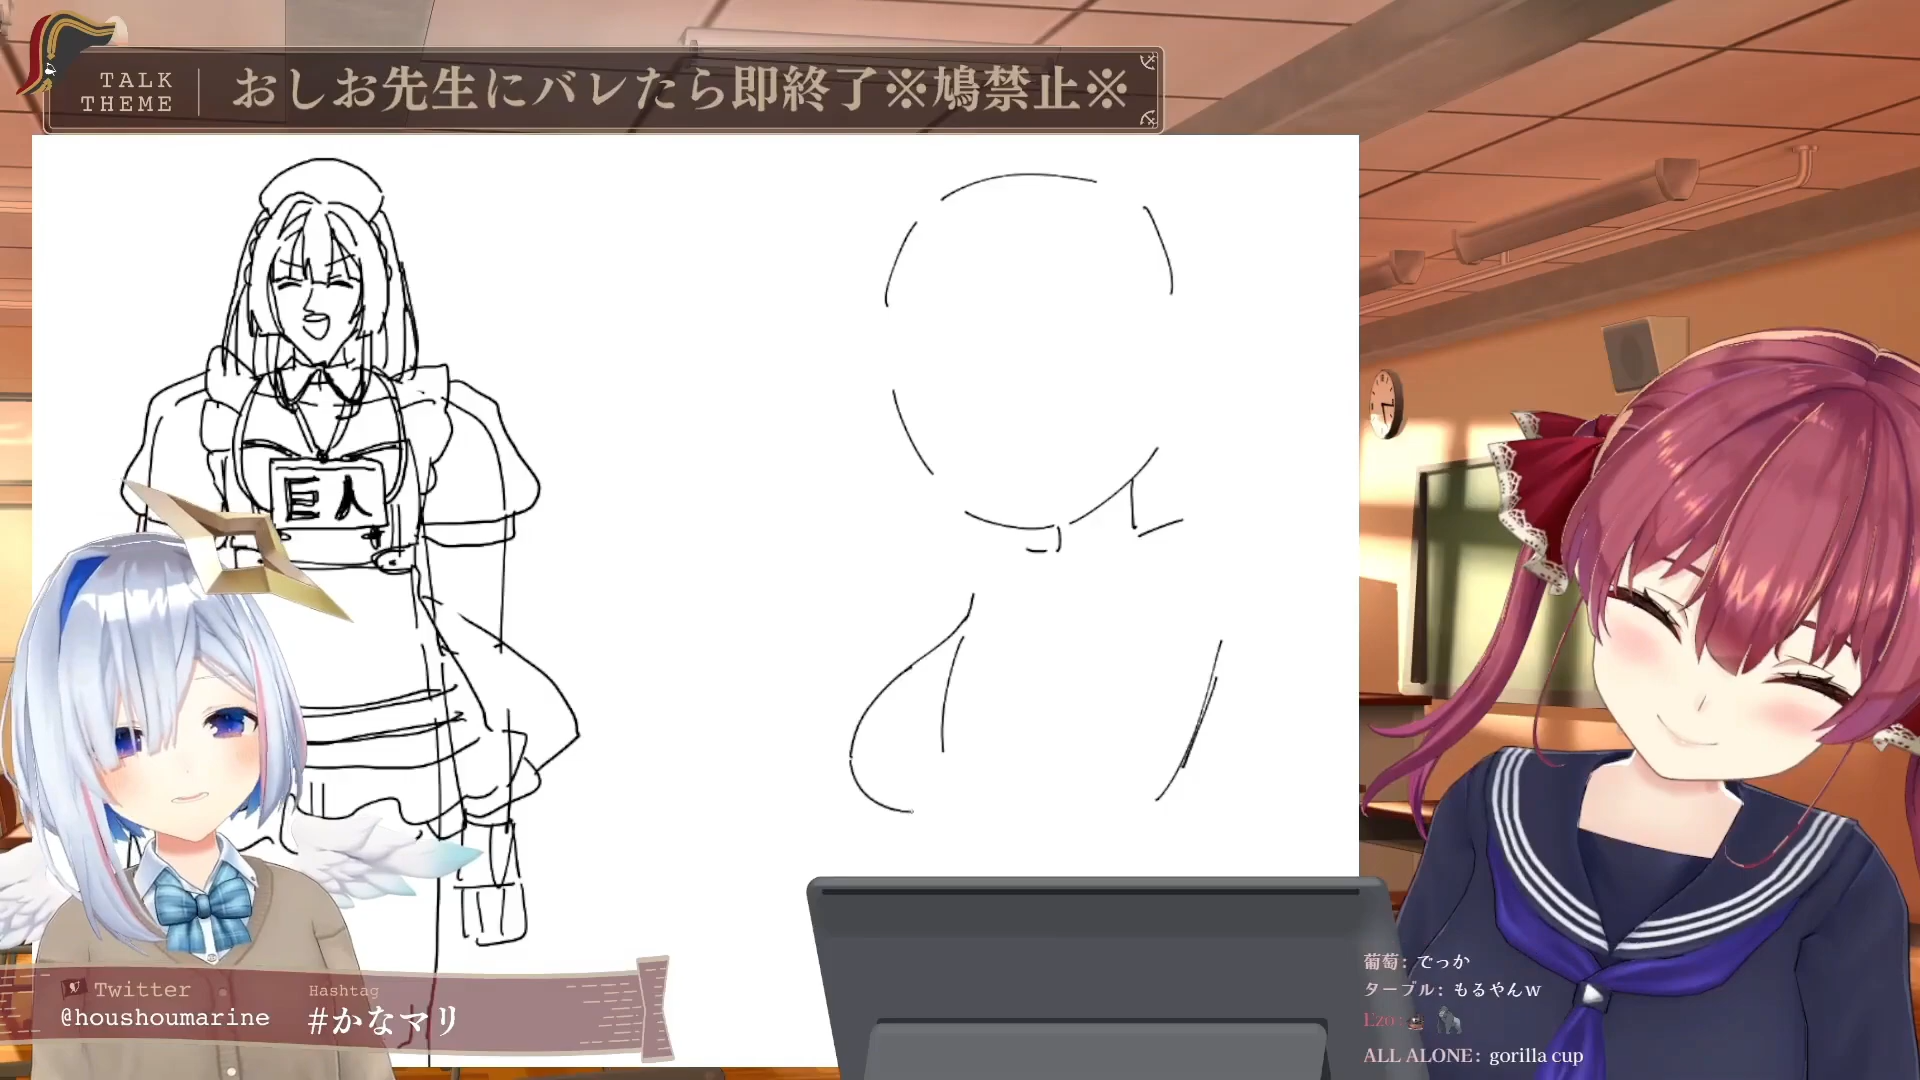 TALK THEME
おしお先生にバレたら即終了※鳩禁止※
巨人
Twitter
@houshoumarine
Hashtag
#かなマリ
葡萄: でっか
ターブル: もるやんw
Ezo:
ALL ALONE: gorilla cup